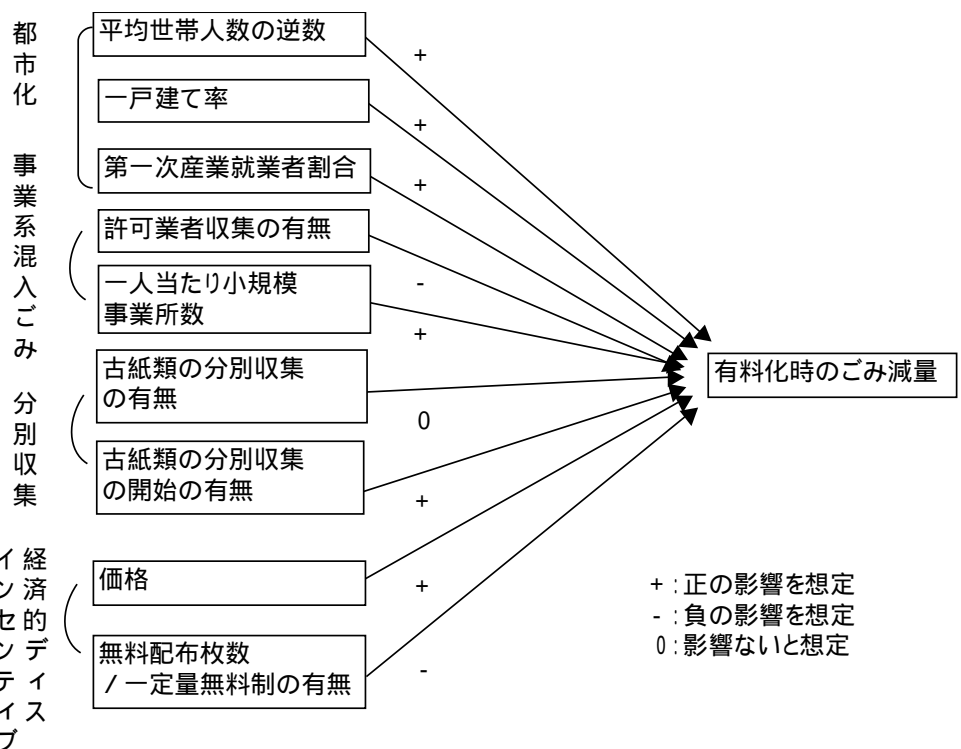 都市化
平均世帯人数の逆数
+
一戸建て率
+
第一次産業就業者割合
+
事業系混入ごみ
許可業者収集の有無
-
一人当たり小規模
事業所数
+
有料化時のごみ減量
分別収集
古紙類の分別収集
の有無
0
古紙類の分別収集
の開始の有無
+
経済的ディス
インセンティィブ
価格
+
無料配布枚数
/一定量無料制の有無
-
+:正の影響を想定
-:負の影響を想定
0:影響ないと想定